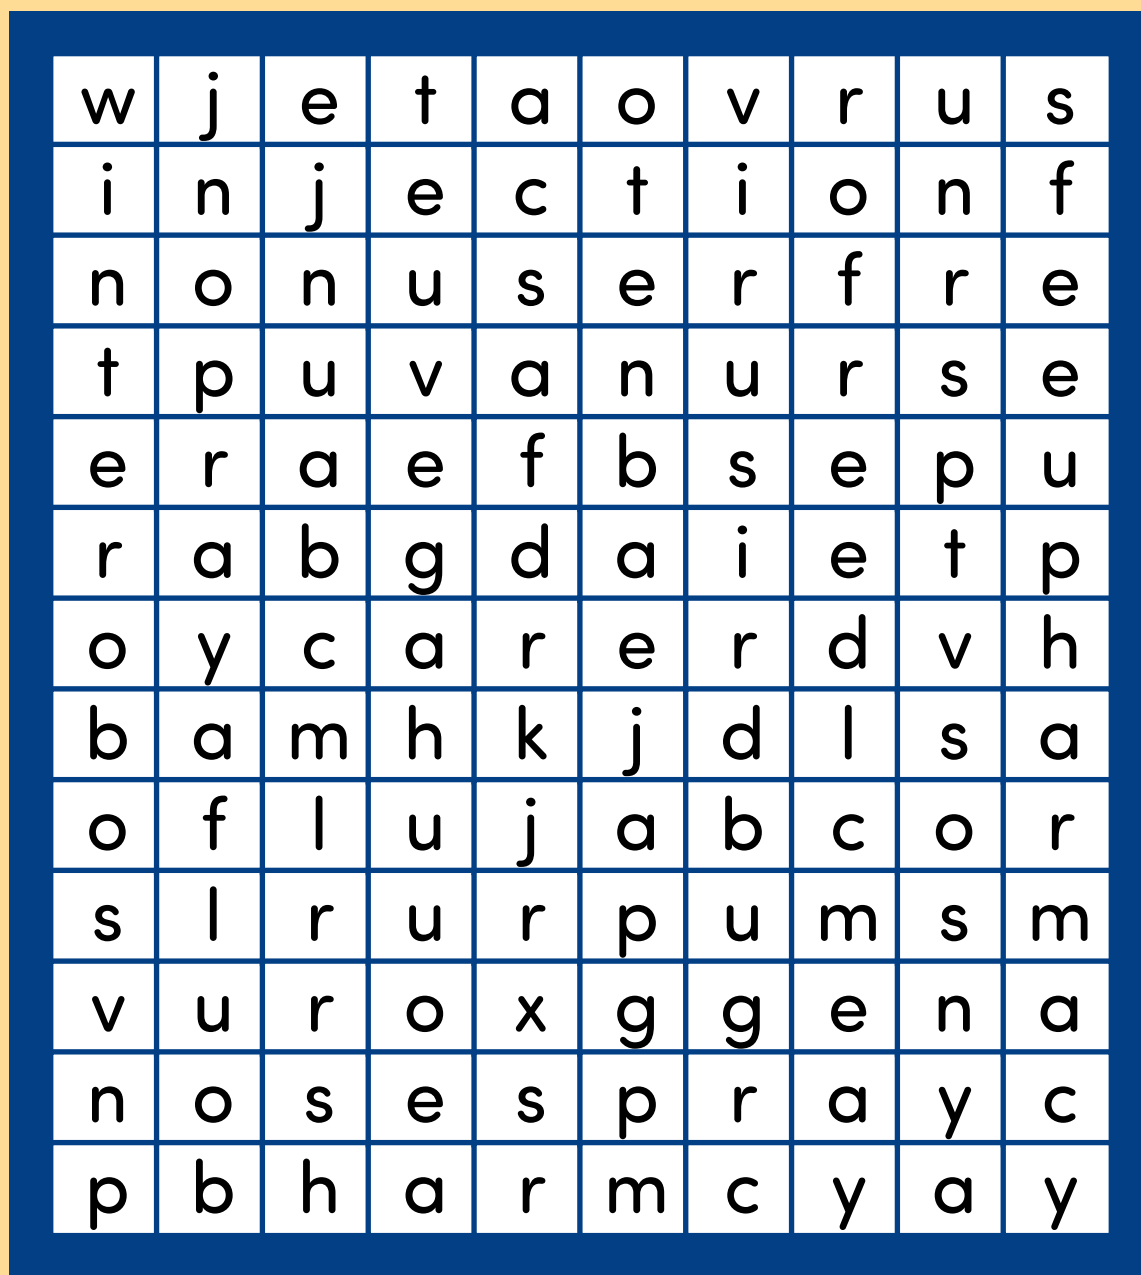 w j e t a o v r u s
i n j e c t i o n f
n o n u s e r f r e
t p u v a n u r s e
e r a e f b s e p u
r a b g d a i e t p
o y c a r e r d v h
b a m h k j d l s a
o f l u j a b c o r
s l r u r p u m s m
v u r o x g g e n a
n o s e s p r a y c
p b h a r m c y a y